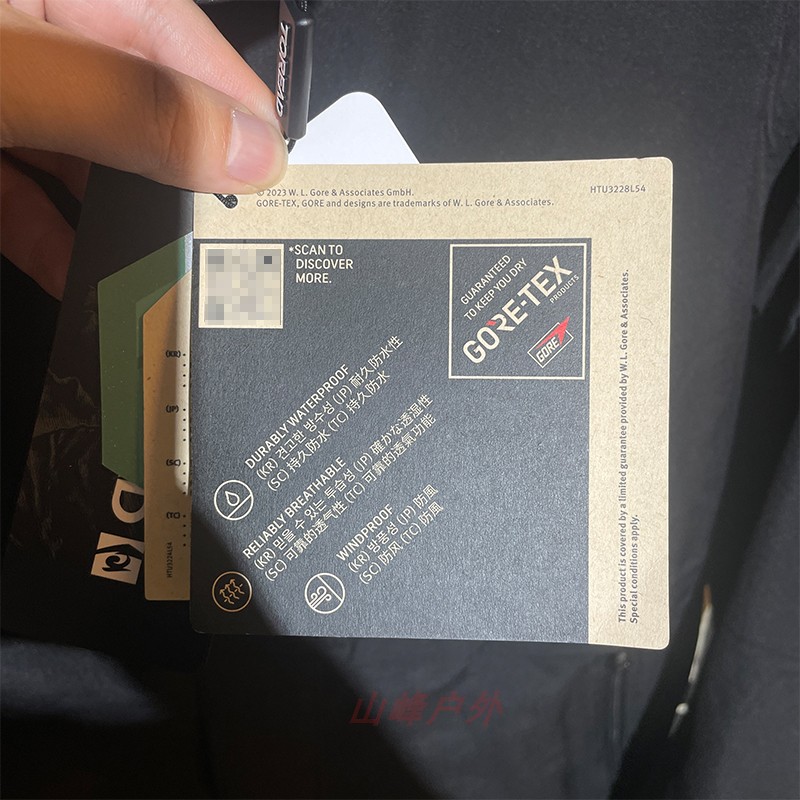 TOREAD
© 2023 W. L. Gore & Associates GmbH.
GORE-TEX, GORE and designs are trademarks of W. L. Gore & Associates.
HTU3228L54
*SCAN TO
DISCOVER
MORE.
GUARANTEED
TO KEEP YOU DRY
GORE-TEX
PRODUCTS
GORE
DURABLY WATERPROOF
(KR) 견고한 방수성 (JP) 耐久防水性
(SC) 持久防水 (TC) 持久防水
RELIABLY BREATHABLE
(KR) 믿을 수 있는 투습성 (JP) 確かな透湿性
(SC) 可靠的透气性 (TC) 可靠的透氣功能
WINDPROOF
(KR) 방풍성 (JP) 防風
(SC) 防风 (TC) 防風
This product is covered by a limited guarantee provided by W. L. Gore & Associates.
Special conditions apply.
(KR)
(JP)
(SC)
(TC)
山峰户外